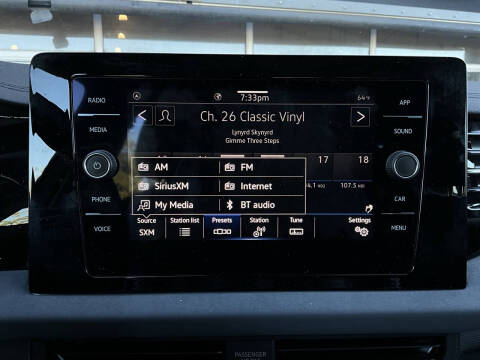 RADIO
7:33pm
64°F
APP
MEDIA
Ch. 26 Classic Vinyl
SOUND
Lynyrd Skynyrd
Gimme Three Steps
AM
FM
17
18
SiriusXM
Internet
107.5
PHONE
My Media
BT audio
CAR
VOICE
Source
Station list
Presets
Station
Tune
Settings
MENU
SXM
PASSENGER